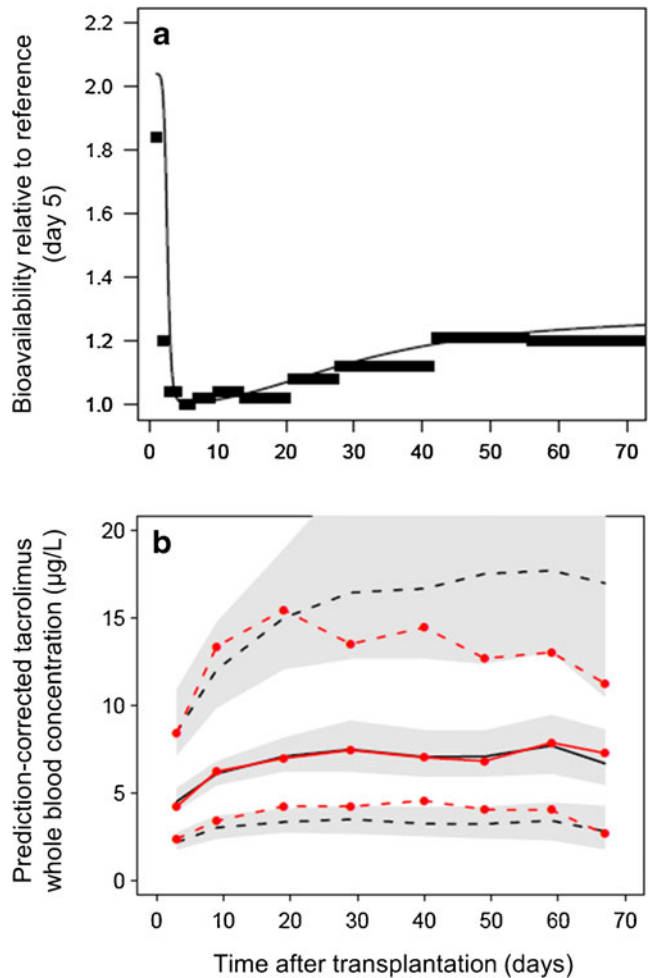 a
Bioavailability relative to reference
(day 5)
2.2
2.0
1.8
1.6
1.4
1.2
1.0
0 10 20 30 40 50 60 70
b
Prediction-corrected tacrolimus
whole blood concentration (µg/L)
20
15
10
5
0
0 10 20 30 40 50 60 70
Time after transplantation (days)